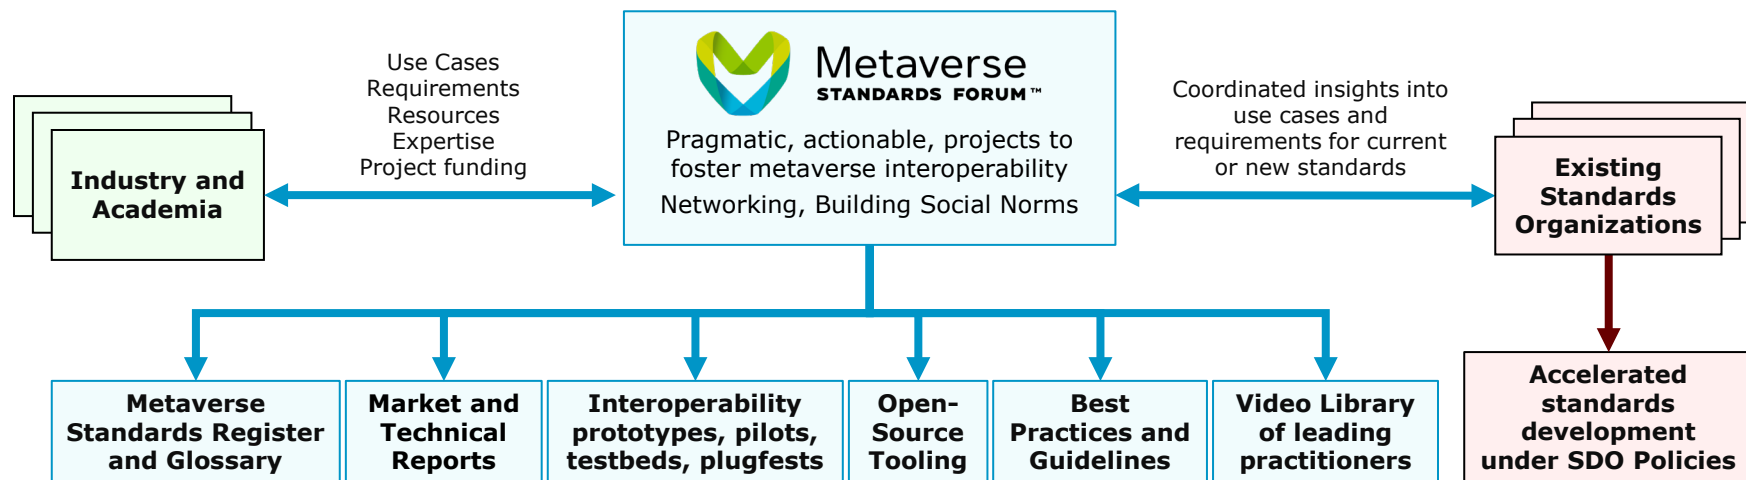 Use Cases
Requirements
Resources
Expertise
Project funding
Industry and
Academia
Metaverse
STANDARDS FORUM™
Pragmatic, actionable, projects to
foster metaverse interoperability
Networking, Building Social Norms
Coordinated insights into
use cases and
requirements for current
or new standards
Existing
Standards
Organizations
Metaverse
Standards Register
and Glossary
Market and
Technical
Reports
Interoperability
prototypes, pilots,
testbeds, plugfests
Open-
Source
Tooling
Best
Practices and
Guidelines
Video Library
of leading
practitioners
Accelerated
standards
development
under SDO Policies